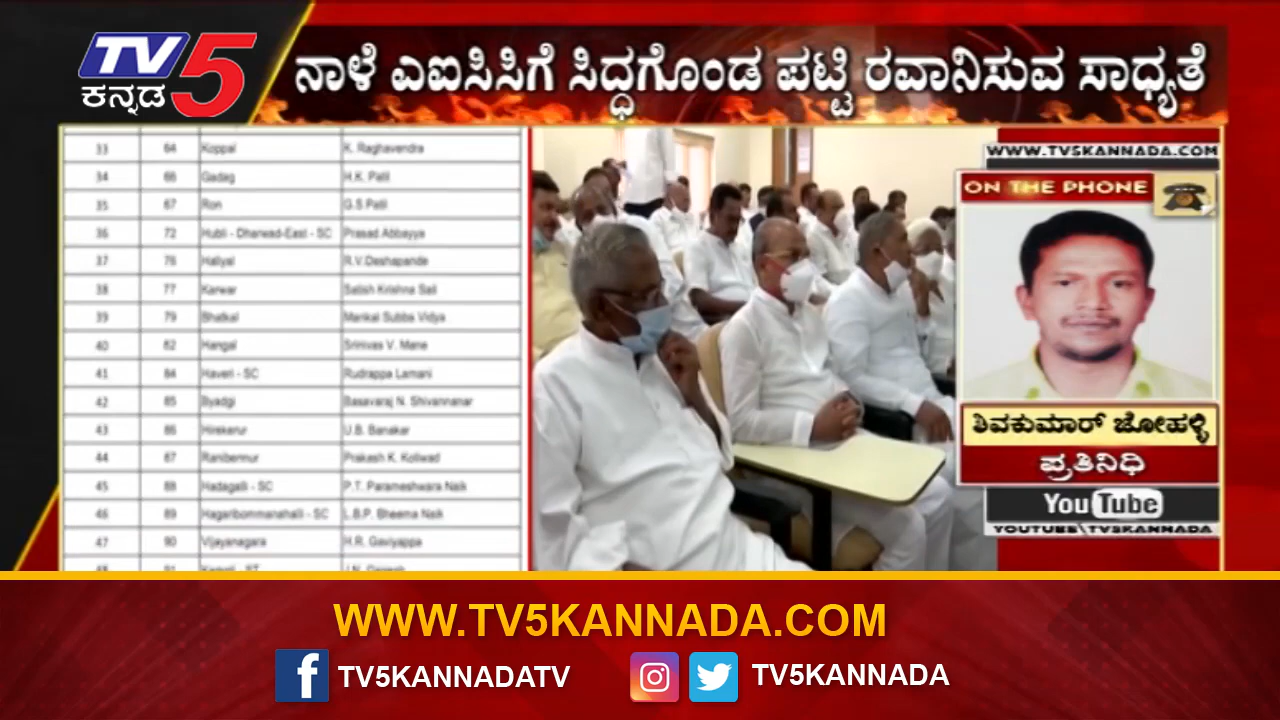 TV5
ಕನ್ನಡ
ನಾಳೆ ಎಐಸಿಸಿಗೆ ಸಿದ್ಧಗೊಂಡ ಪಟ್ಟಿ ರವಾನಿಸುವ ಸಾಧ್ಯತೆ
33 64 Koppal K. Raghavendra
34 66 Gadag H.K. Patil
35 67 Ron G.S Patil
36 72 Hubli - Dharwad-East - SC Prasad Abbayya
37 76 Haliyal R.V.Deshapande
38 77 Karwar Satish Krishna Sail
39 79 Bhatkal Mankal Subba Vidya
40 82 Hangal Srinivas V. Mane
41 84 Haveri - SC Rudrappa Lamani
42 85 Byadgi Basavaraj N. Shivannanar
43 86 Hirekerur U.B. Banakar
44 87 Ranibennur Prakash K. Koliwad
45 88 Hadagalli - SC P.T. Parameshwara Naik
46 89 Hagaribommanahalli - SC L.B.P. Bheema Naik
47 90 Vijayanagara H.R. Gaviyappa
WWW.TV5KANNADA.COM
ON THE PHONE
ಶಿವಕುಮಾರ್ ಜೋಹಳ್ಳಿ
ಪ್ರತಿನಿಧಿ
YouTube
YOUTUBE\TV5KANNADA
WWW.TV5KANNADA.COM
f TV5KANNADATV TV5KANNADA